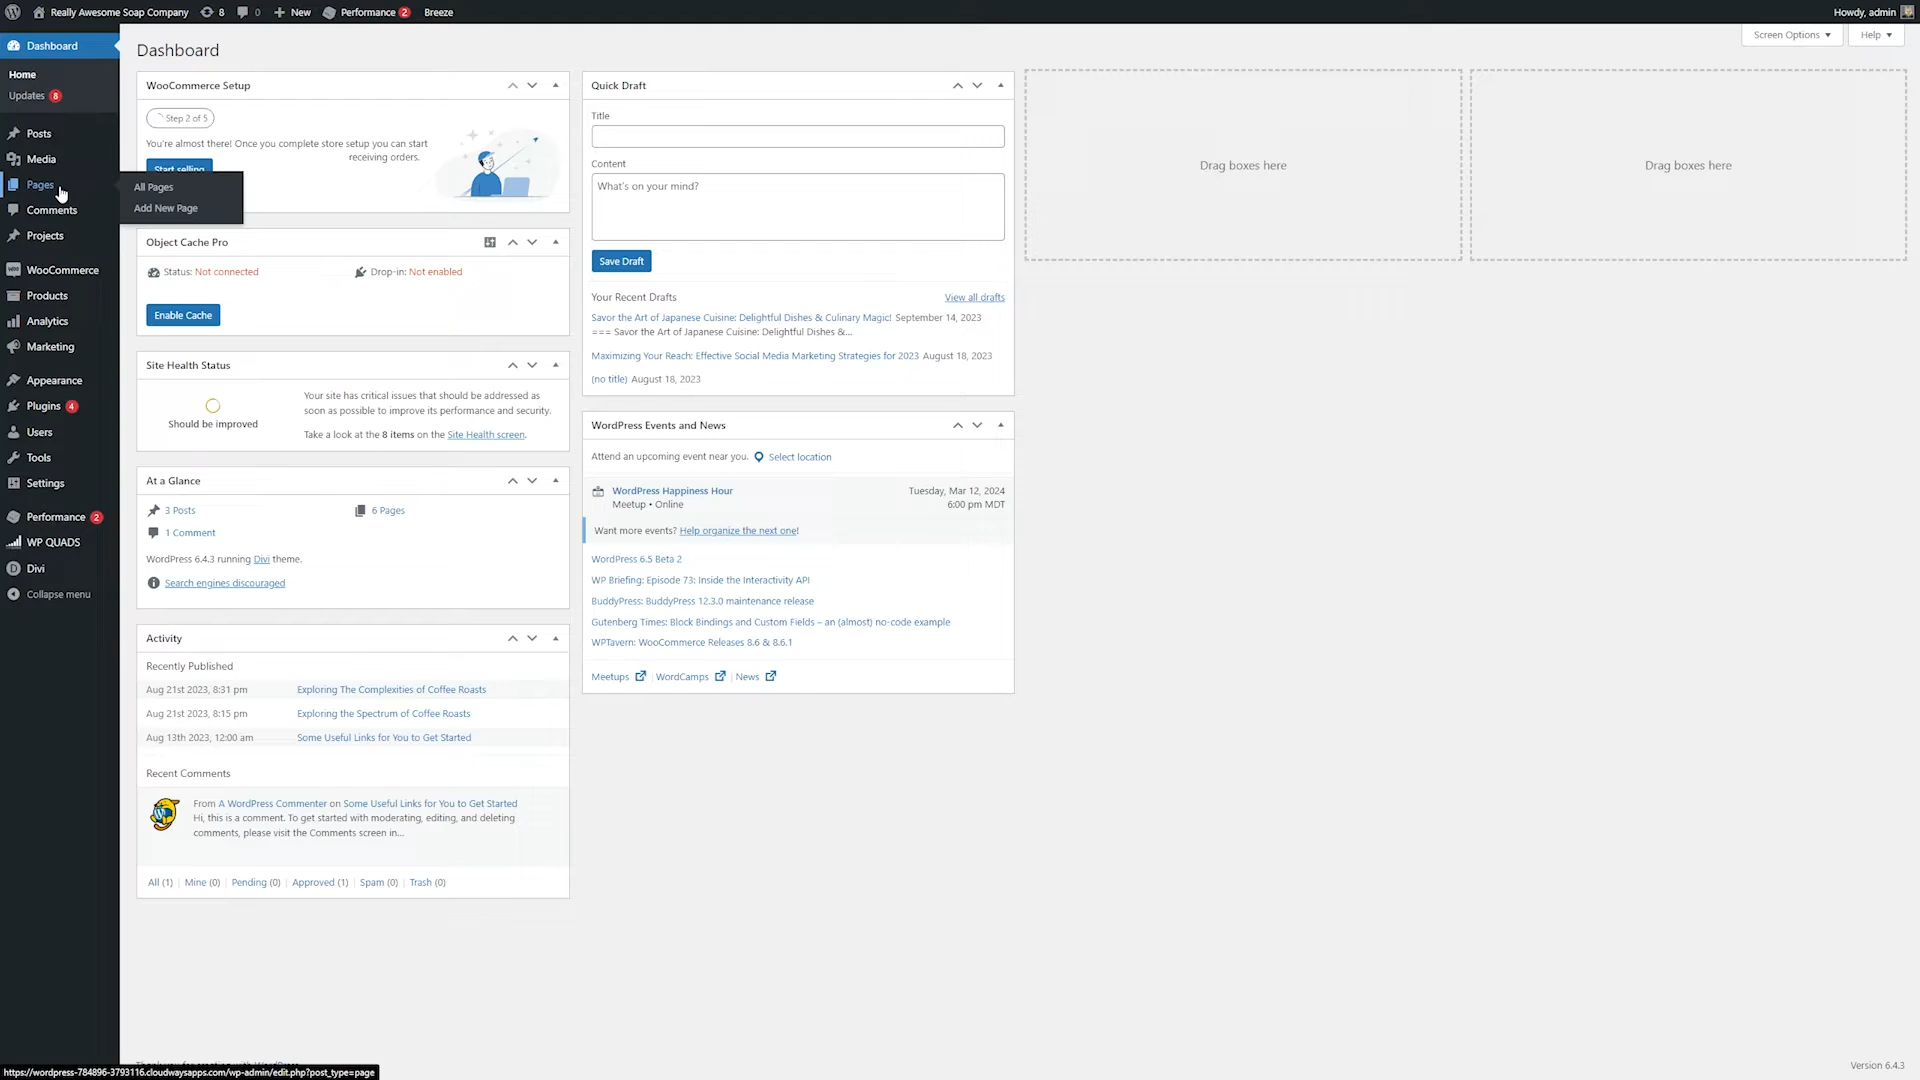 Really Awesome Soap Company 8 0 New Performance 2 Breeze Howdy, admin
Screen Options Help
Dashboard
Home
Updates 8
Posts
Media
Pages
All Pages
Add New Page
Comments
Projects
WooCommerce
Products
Analytics
Marketing
Appearance
Plugins 4
Users
Tools
Settings
Performance 2
WP QUADS
Divi
Collapse menu
Dashboard
WooCommerce Setup
Step 2 of 5
You're almost there! Once you complete store setup you can start
receiving orders.
Start selling
Object Cache Pro
Status: Not connected Drop-in: Not enabled
Enable Cache
Site Health Status
Should be improved
Your site has critical issues that should be addressed as
soon as possible to improve its performance and security.
Take a look at the 8 items on the Site Health screen.
At a Glance
3 Posts 6 Pages
1 Comment
WordPress 6.4.3 running Divi theme.
Search engines discouraged
Activity
Recently Published
Aug 21st 2023, 8:31 pm Exploring The Complexities of Coffee Roasts
Aug 21st 2023, 8:15 pm Exploring the Spectrum of Coffee Roasts
Aug 13th 2023, 12:00 am Some Useful Links for You to Get Started
Recent Comments
From A WordPress Commenter on Some Useful Links for You to Get Started
Hi, this is a comment. To get started with moderating, editing, and deleting
comments, please visit the Comments screen in...
All (1) | Mine (0) | Pending (0) | Approved (1) | Spam (0) | Trash (0)
Quick Draft
Title
Content
What's on your mind?
Save Draft
Your Recent Drafts View all drafts
Savor the Art of Japanese Cuisine: Delightful Dishes & Culinary Magic! September 14, 2023
=== Savor the Art of Japanese Cuisine: Delightful Dishes &...
Maximizing Your Reach: Effective Social Media Marketing Strategies for 2023 August 18, 2023
(no title) August 18, 2023
WordPress Events and News
Attend an upcoming event near you. Select location
WordPress Happiness Hour Tuesday, Mar 12, 2024
Meetup • Online 6:00 pm MDT
Want more events? Help organize the next one!
WordPress 6.5 Beta 2
WP Briefing: Episode 73: Inside the Interactivity API
BuddyPress: BuddyPress 12.3.0 maintenance release
Gutenberg Times: Block Bindings and Custom Fields – an (almost) no-code example
WPTavern: WooCommerce Releases 8.6 & 8.6.1
Meetups | WordCamps | News
Drag boxes here
Drag boxes here
Version 6.4.3
https://wordpress-784896-3793116.cloudwaysapps.com/wp-admin/edit.php?post_type=page